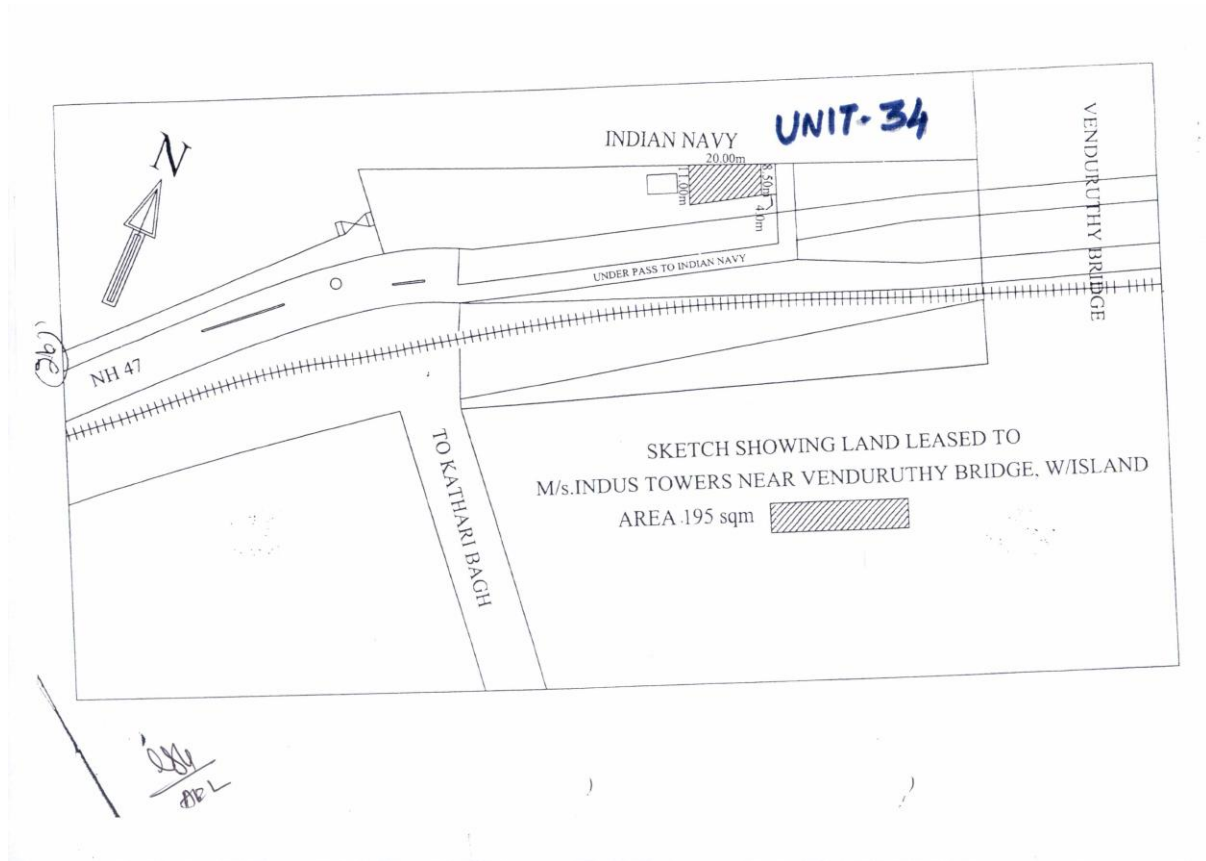 UNIT-34
INDIAN NAVY
20.00m
11.00m
8.50m
4.0m
N
VENDURUTHY BRIDGE
UNDER PASS TO INDIAN NAVY
NH 47
TO KATHARI BAGH
SKETCH SHOWING LAND LEASED TO
M/s.INDUS TOWERS NEAR VENDURUTHY BRIDGE, W/ISLAND
AREA 195 sqm